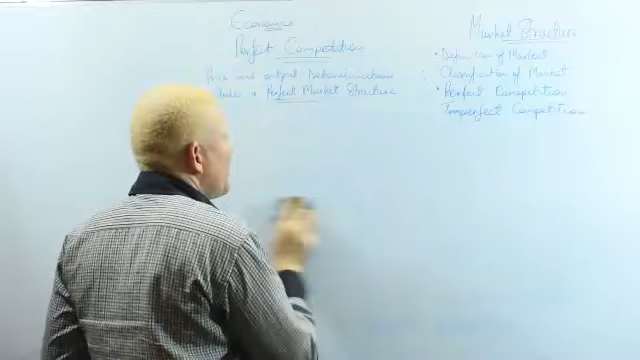 Economics
Perfect Competition
Price and output Determination
under a Perfect Market Structure
Market Structure
• Definition of Market
: Classification of Market
• Perfect Competition
Imperfect Competition